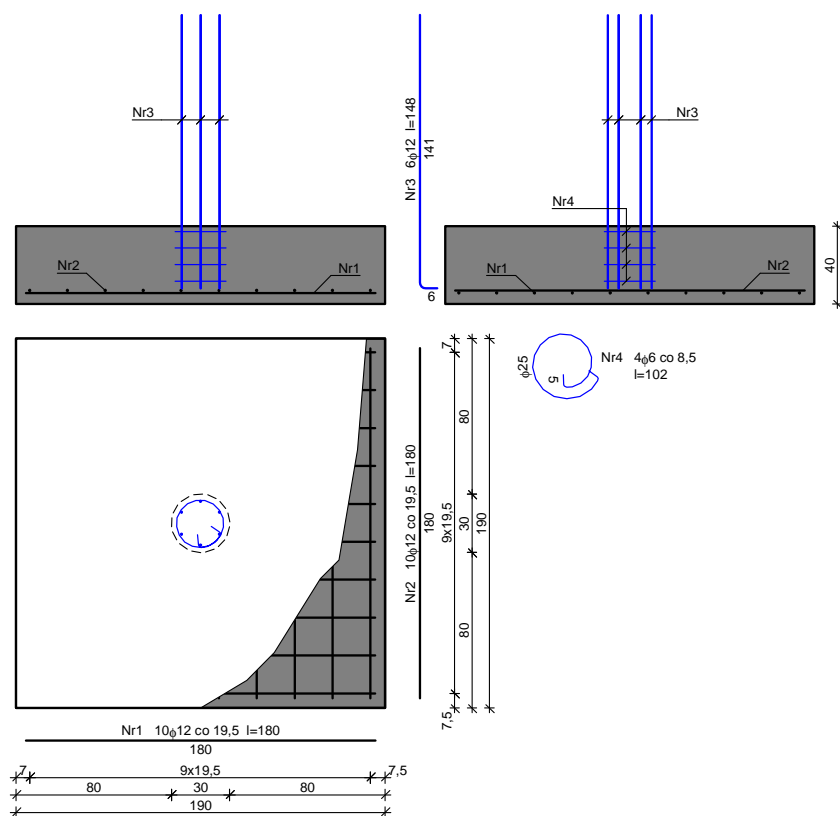 Nr3
Nr3 6ϕ12 l=148
141
6
Nr3
Nr4
Nr2
Nr1
Nr1
Nr2
40
Nr2 10ϕ12 co 19,5 l=180
180
7
9x19,5
7,5
80
30
80
190
ϕ25
5
Nr4 4ϕ6 co 8,5
l=102
Nr1 10ϕ12 co 19,5 l=180
180
7
9x19,5
7,5
80
30
80
190